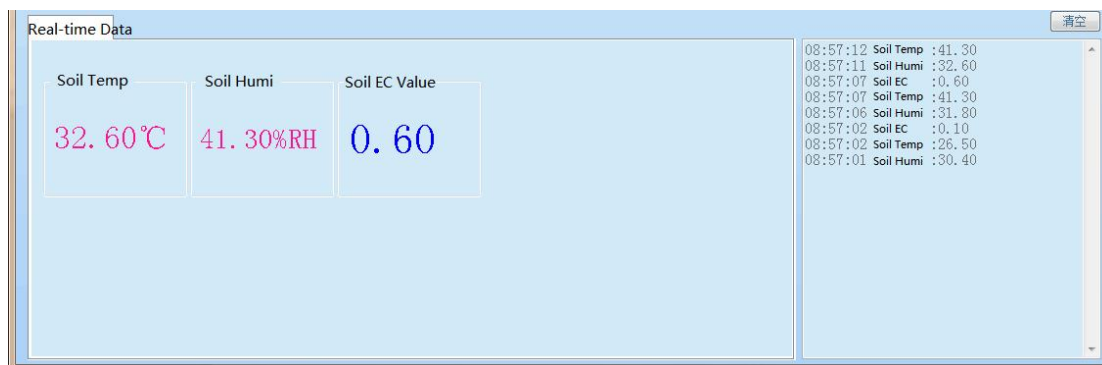 Real-time Data
清空
Soil Temp
Soil Humi
Soil EC Value
32.60℃
41.30%RH
0.60
08:57:12 Soil Temp :41.30
08:57:11 Soil Humi :32.60
08:57:07 Soil EC :0.60
08:57:07 Soil Temp :41.30
08:57:06 Soil Humi :31.80
08:57:02 Soil EC :0.10
08:57:02 Soil Temp :26.50
08:57:01 Soil Humi :30.40